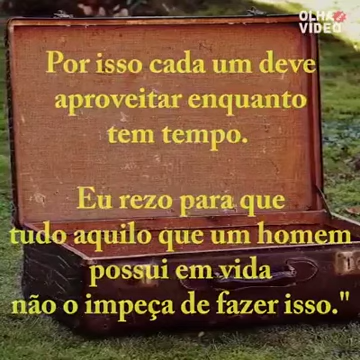 OLHA
VÍDEO
Por isso cada um deve
aproveitar enquanto
tem tempo.
Eu rezo para que
tudo aquilo que um homem
possui em vida
não o impeça de fazer isso."